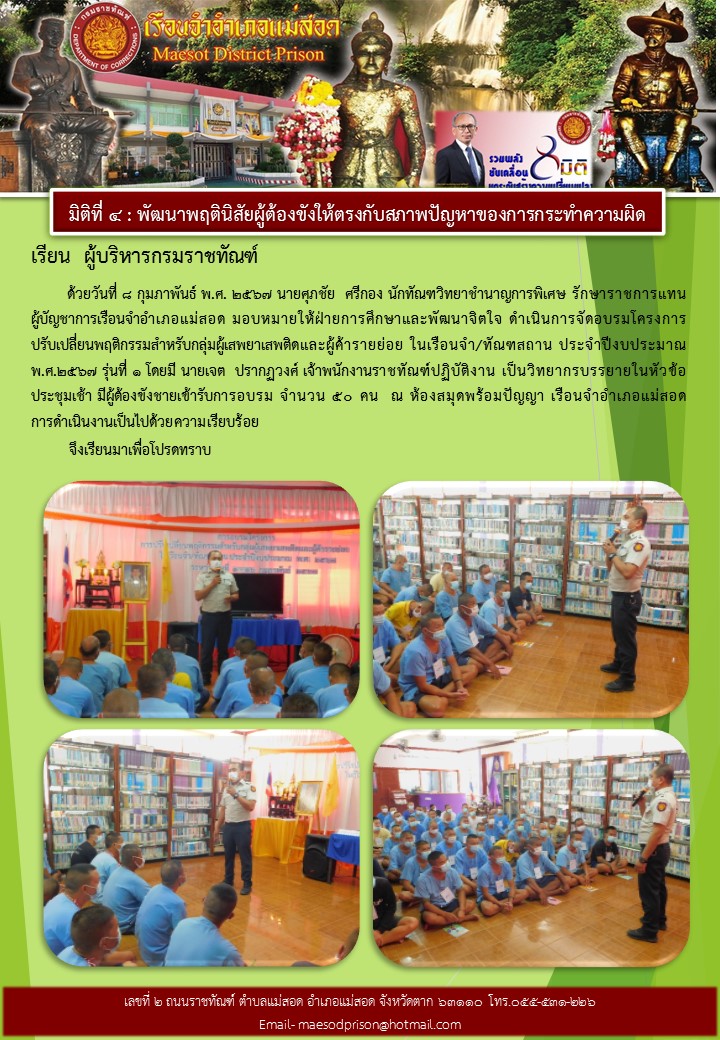 กรมราชทัณฑ์
DEPARTMENT OF CORRECTIONS
เรือนจำอำเภอแม่สอด
Maesot District Prison
รวมพลัง
ขับเคลื่อน
8 มิติ
มิติที่ ๔ : พัฒนาพฤตินิสัยผู้ต้องขังให้ตรงกับสภาพปัญหาของการกระทำความผิด
เรียน ผู้บริหารกรมราชทัณฑ์
ด้วยวันที่ ๘ กุมภาพันธ์ พ.ศ. ๒๕๖๗ นายศุภชัย ศรีกอง นักทัณฑวิทยาชำนาญการพิเศษ รักษาราชการแทน
ผู้บัญชาการเรือนจำอำเภอแม่สอด มอบหมายให้ฝ่ายการศึกษาและพัฒนาจิตใจ ดำเนินการจัดอบรมโครงการ
ปรับเปลี่ยนพฤติกรรมสำหรับกลุ่มผู้เสพยาเสพติดและผู้ค้ารายย่อย ในเรือนจำ/ทัณฑสถาน ประจำปีงบประมาณ
พ.ศ.๒๕๖๗ รุ่นที่ ๑ โดยมี นายเจต ปรากฏวงศ์ เจ้าพนักงานราชทัณฑ์ปฏิบัติงาน เป็นวิทยากรบรรยายในหัวข้อ
ประชุมเช้า มีผู้ต้องขังชายเข้ารับการอบรม จำนวน ๕๐ คน ณ ห้องสมุดพร้อมปัญญา เรือนจำอำเภอแม่สอด
การดำเนินงานเป็นไปด้วยความเรียบร้อย
จึงเรียนมาเพื่อโปรดทราบ
เลขที่ ๒ ถนนราชทัณฑ์ ตำบลแม่สอด อำเภอแม่สอด จังหวัดตาก ๖๓๑๑๐ โทร.๐๕๕-๕๓๑-๒๒๖
Email- maesodprison@hotmail.com